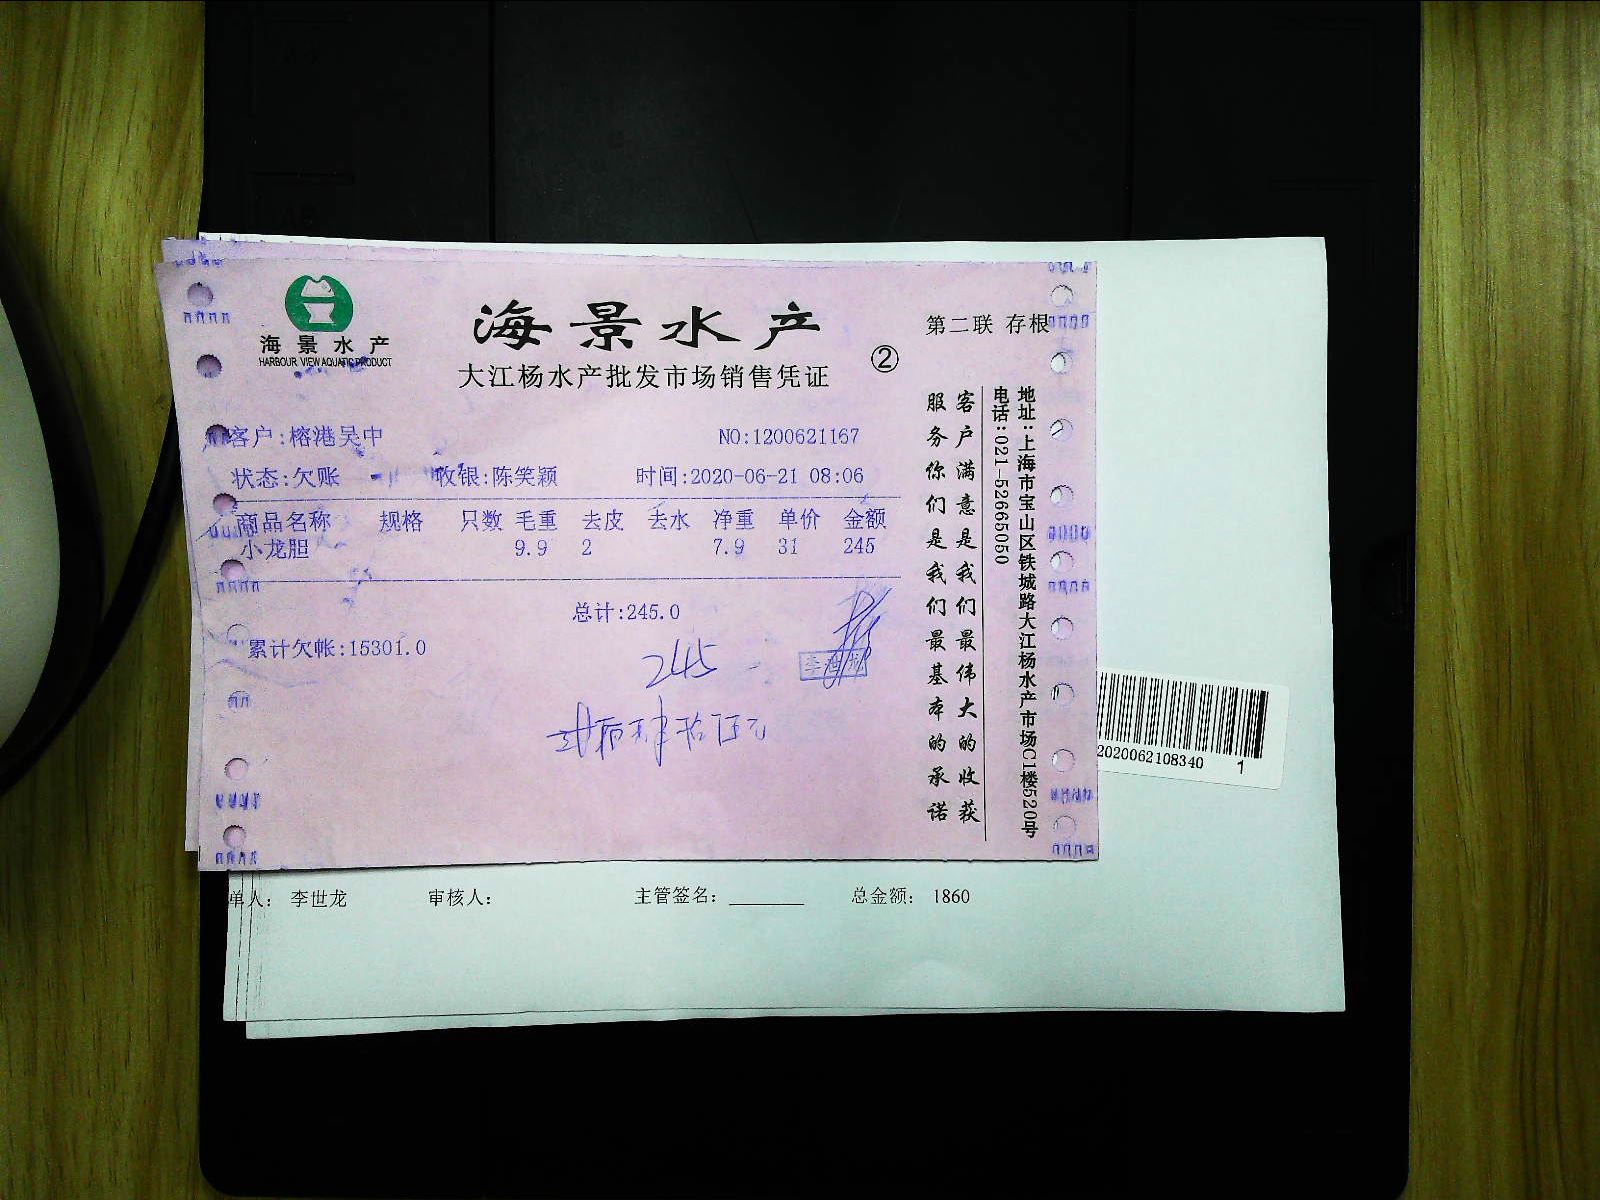 海景水产
HARBOUR VIEW AQUATIC PRODUCT
海景水产
大江杨水产批发市场销售凭证
②
第二联 存根
客户:榕港吴中
NO:1200621167
状态:欠账
收银:陈笑颖
时间:2020-06-21 08:06
商品名称 规格 只数 毛重 去皮 去水 净重 单价 金额
小龙胆 9.9 2 7.9 31 245
总计:245.0
累计欠帐:15301.0
245
贰佰肆拾伍元
客户满意是我们最伟大的收获
服务你们是我们最基本的承诺
地址:上海市宝山区铁城路大江杨水产市场C1楼520号
电话:021-52665050
2020062108340 1
单人: 李世龙 审核人: 主管签名: 总金额: 1860